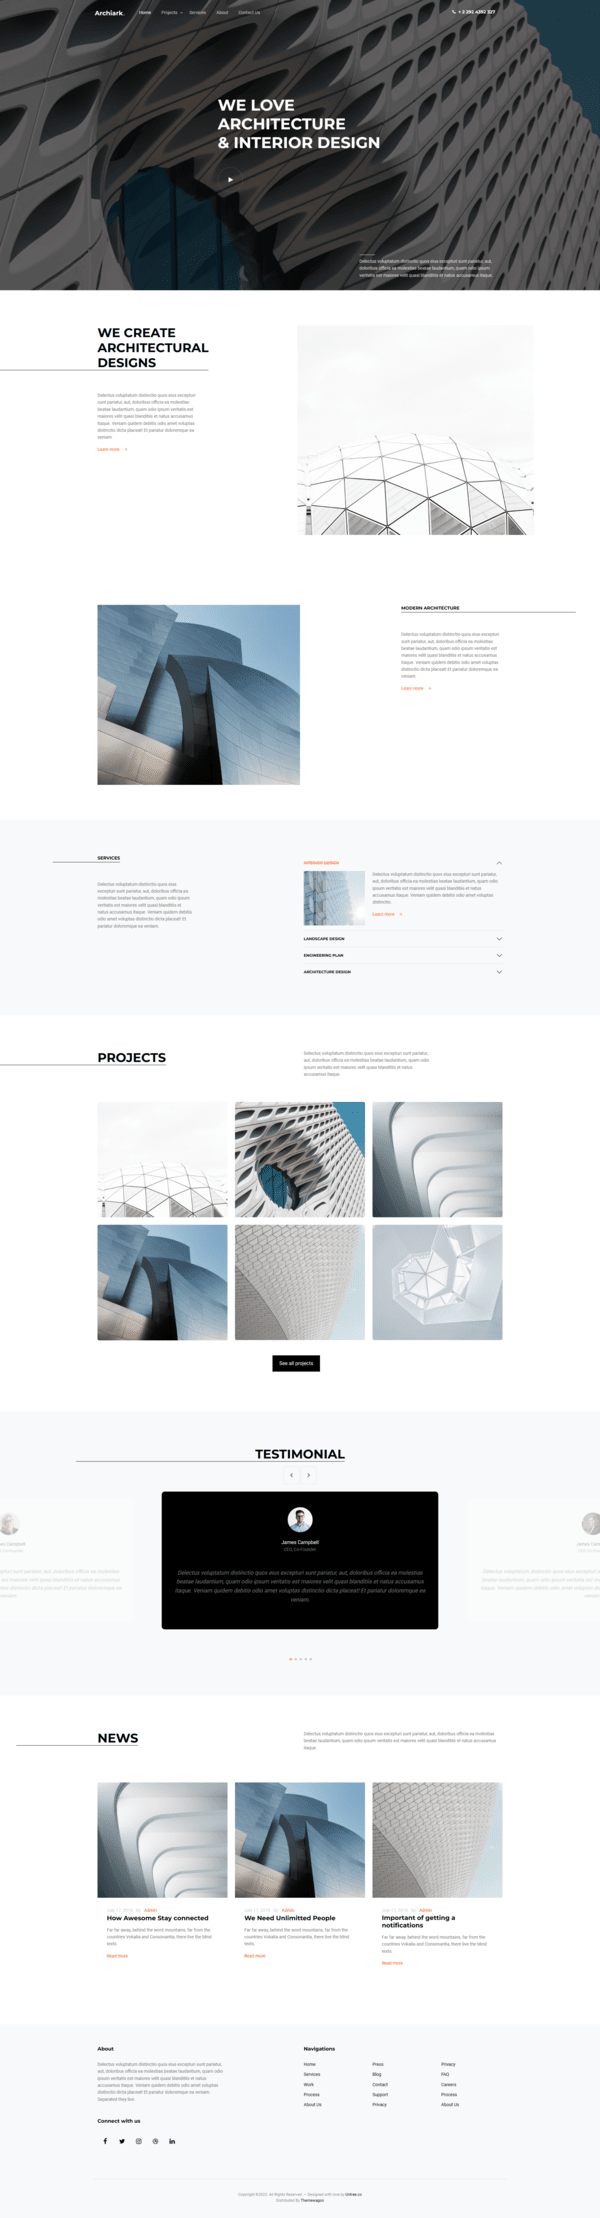 Archiark.
Home Projects Services About Contact Us
+ 2 292 4392 327
WE LOVE
ARCHITECTURE
& INTERIOR DESIGN
Delectus voluptatum distinctio quos eius excepturi sunt pariatur, aut,
doloribus officia ea molestias beatae laudantium, quam odio ipsum
veritatis est maiores velit quasi blanditiis et natus accusamus itaque.
WE CREATE
ARCHITECTURAL
DESIGNS
Delectus voluptatum distinctio quos eius excepturi
sunt pariatur, aut, doloribus officia ea molestias
beatae laudantium, quam odio ipsum veritatis est
maiores velit quasi blanditiis et natus accusamus
itaque. Veniam quidem debitis odio amet voluptas
distinctio dicta placeat! Et pariatur doloremque ea
veniam.
Learn more
MODERN ARCHITECTURE
Delectus voluptatum distinctio quos eius excepturi
sunt pariatur, aut, doloribus officia ea molestias
beatae laudantium, quam odio ipsum veritatis est
maiores velit quasi blanditiis et natus accusamus
itaque. Veniam quidem debitis odio amet voluptas
distinctio dicta placeat! Et pariatur doloremque ea
veniam.
Learn more
SERVICES
Delectus voluptatum distinctio quos eius
excepturi sunt pariatur, aut, doloribus officia ea
molestias beatae laudantium, quam odio ipsum
veritatis est maiores velit quasi blanditiis et
natus accusamus itaque. Veniam quidem debitis
odio amet voluptas distinctio dicta placeat! Et
pariatur doloremque ea veniam.
INTERIOR DESIGN
Delectus voluptatum distinctio quos eius excepturi sunt pariatur,
aut, doloribus officia ea molestias beatae laudantium, quam odio
ipsum veritatis est maiores velit quasi blanditiis et natus
accusamus itaque. Veniam quidem debitis odio amet voluptas
distinctio.
Learn more
LANDSCAPE DESIGN
ENGINEERING PLAN
ARCHITECTURE DESIGN
PROJECTS
Delectus voluptatum distinctio quos eius excepturi sunt pariatur,
aut, doloribus officia ea molestias beatae laudantium, quam odio
ipsum veritatis est maiores velit quasi blanditiis et natus
accusamus itaque.
See all projects
TESTIMONIAL
James Campbell
CEO, Co-Founder
Delectus voluptatum distinctio quos eius excepturi sunt pariatur, aut, doloribus officia ea molestias
beatae laudantium, quam odio ipsum veritatis est maiores velit quasi blanditiis et natus accusamus
itaque. Veniam quidem debitis odio amet voluptas distinctio dicta placeat! Et pariatur doloremque ea
veniam.
NEWS
Delectus voluptatum distinctio quos eius excepturi sunt pariatur, aut, doloribus officia ea molestias
beatae laudantium, quam odio ipsum veritatis est maiores velit quasi blanditiis et natus accusamus
itaque.
July 17, 2019 by Admin
How Awesome Stay connected
Far far away, behind the word mountains, far from the
countries Vokalia and Consonantia, there live the blind
texts.
Read more
July 17, 2019 by Admin
We Need Unlimitted People
Far far away, behind the word mountains, far from the
countries Vokalia and Consonantia, there live the blind
texts.
Read more
July 17, 2019 by Admin
Important of getting a
notifications
Far far away, behind the word mountains, far from the
countries Vokalia and Consonantia, there live the blind
texts.
Read more
About
Delectus voluptatum distinctio quos eius excepturi sunt pariatur,
aut, doloribus officia ea molestias beatae laudantium, quam odio
ipsum veritatis est maiores velit quasi blanditiis et natus
accusamus itaque. Veniam quidem debitis odio amet voluptas
distinctio dicta placeat! Et pariatur doloremque ea veniam.
Separated they live.
Connect with us
Navigations
Home Press Privacy
Services Blog FAQ
Work Contact Careers
Process Support Process
About Us Privacy About Us
Copyright ©2023. All Rights Reserved. — Designed with love by Untree.co
Distributed By Themewagon